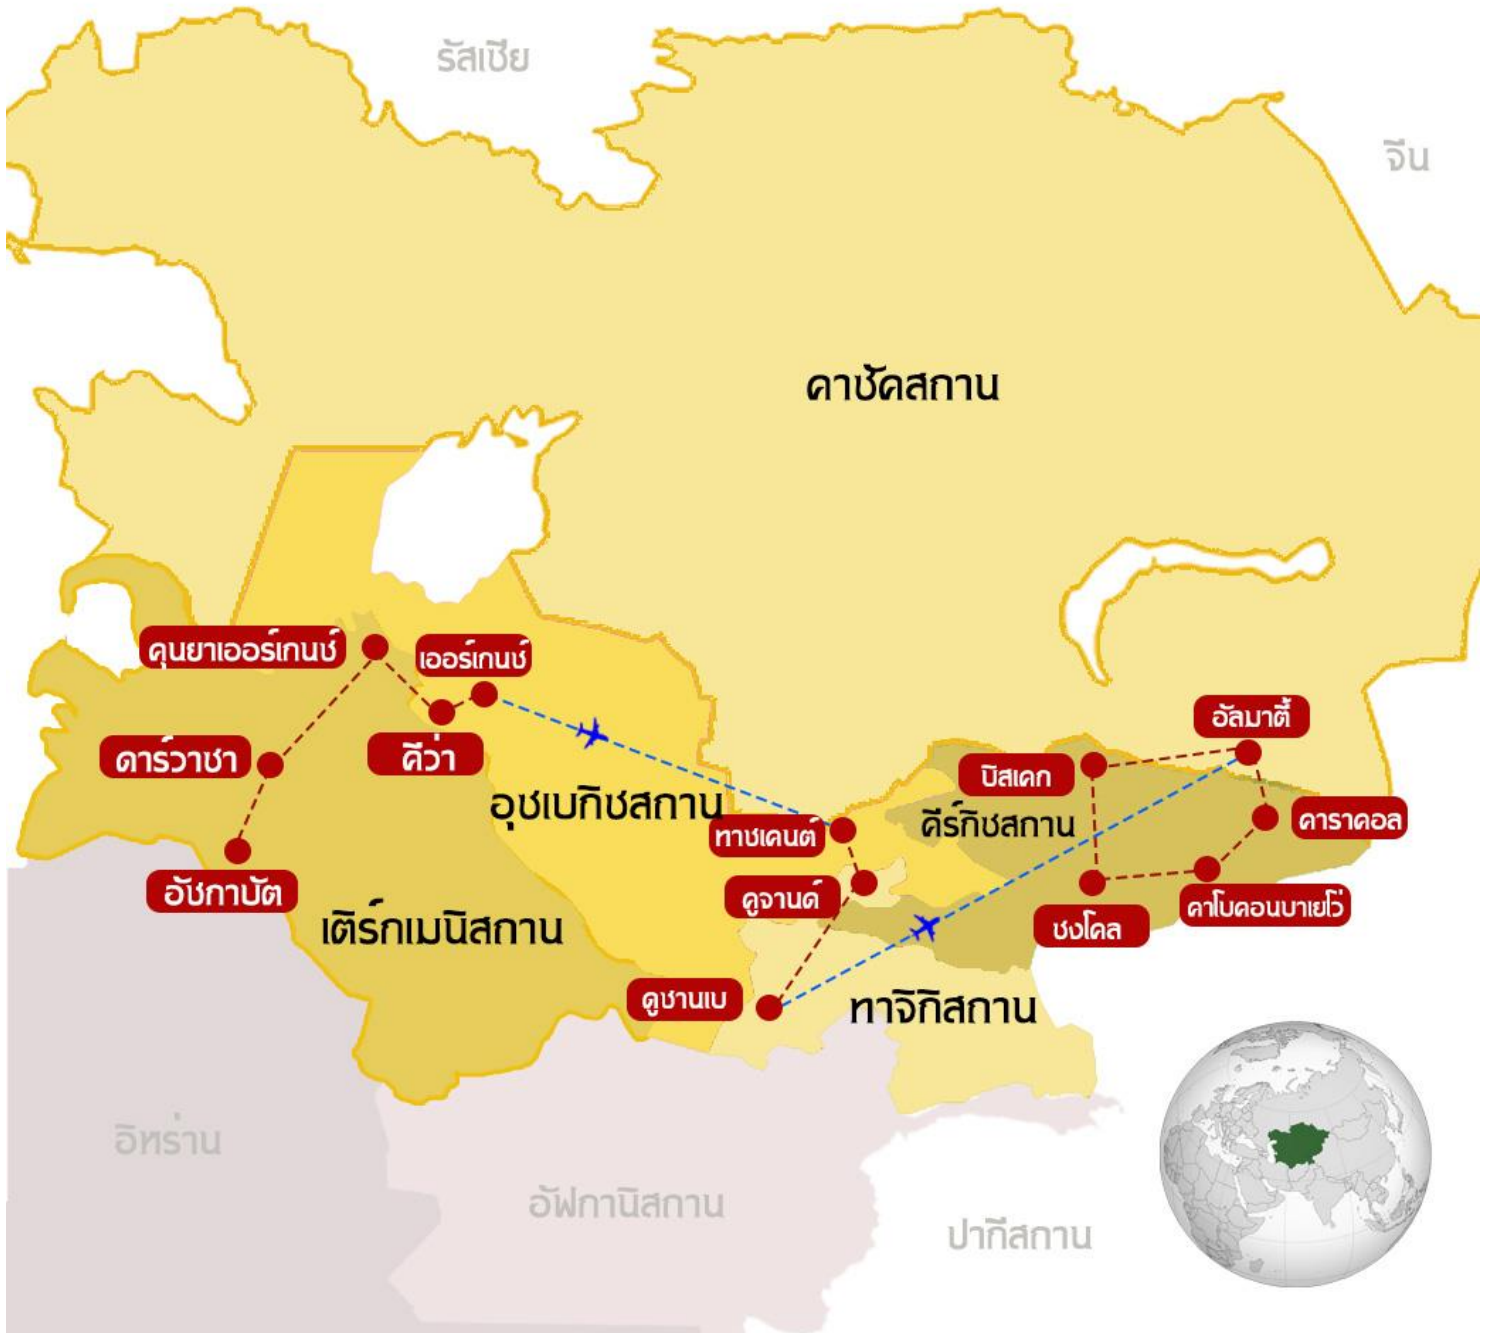 รัสเซีย
จีน
คาซัคสถาน
คุนยาเออร์เกนซ์
เออร์เกนซ์
คีว่า
ดาร์วาซา
อัชกาบัต
อุซเบกิซสถาน
เติร์กเมนิสถาน
ทาชเคนต์
คูจานด์
ดูชานเบ
อัลมาตี้
บิสเคก
คีร์กิซสถาน
คาราคอล
คาโบคอนบาเยโว่
ซงโคล
ทาจิกิสถาน
อิหร่าน
อัฟกานิสถาน
ปากีสถาน